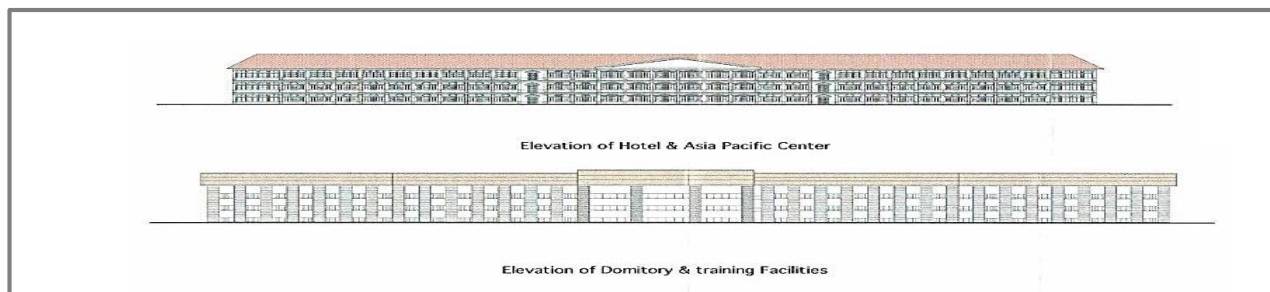 Elevation of Hotel & Asia Pacific Center
Elevation of Domitory & training Facilities